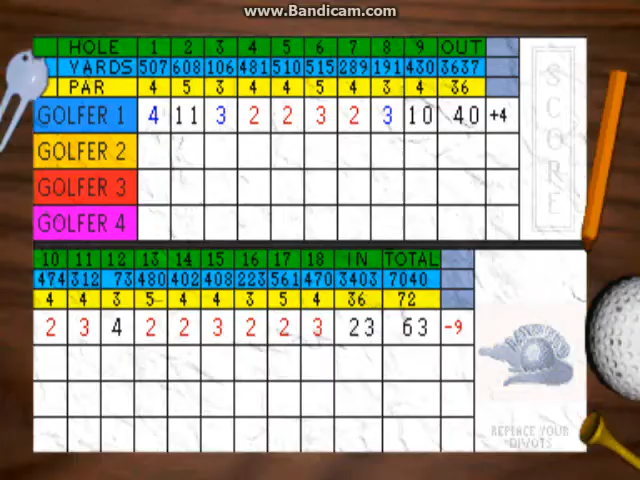 www.Bandicam.com
HOLE 1 2 3 4 5 6 7 8 9 OUT
YARDS 507 608 106 481 510 515 289 191 430 3637
PAR 4 5 3 4 4 5 4 3 4 36
GOLFER 1 4 11 3 2 2 3 2 3 10 40 +4
GOLFER 2
GOLFER 3
GOLFER 4
SCORE
10 11 12 13 14 15 16 17 18 IN TOTAL
474 312 73 480 402 408 223 561 470 3403 7040
4 4 3 5 4 4 3 5 4 36 72
2 3 4 2 2 3 2 2 3 23 63 -9
REPLACE YOUR
DIVOTS